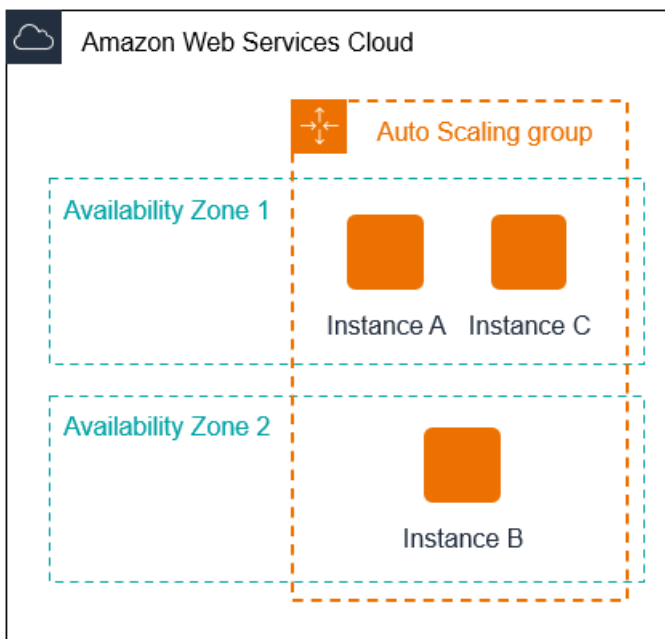 Amazon Web Services Cloud
Auto Scaling group
Availability Zone 1
Instance A
Instance C
Availability Zone 2
Instance B